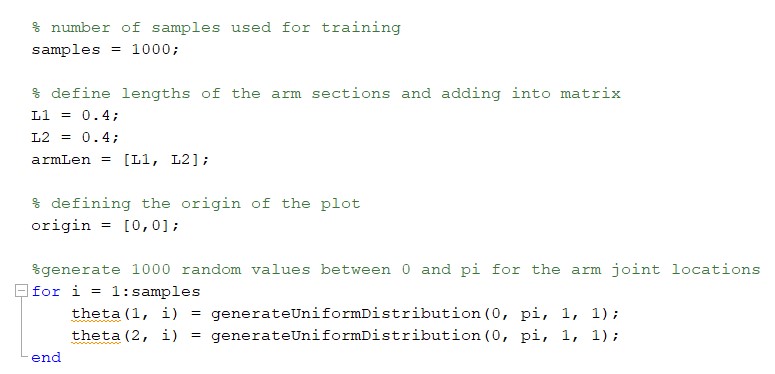 % number of samples used for training
samples = 1000;
% define lengths of the arm sections and adding into matrix
L1 = 0.4;
L2 = 0.4;
armLen = [L1, L2];
% defining the origin of the plot
origin = [0,0];
%generate 1000 random values between 0 and pi for the arm joint locations
for i = 1:samples
theta(1, i) = generateUniformDistribution(0, pi, 1, 1);
theta(2, i) = generateUniformDistribution(0, pi, 1, 1);
end